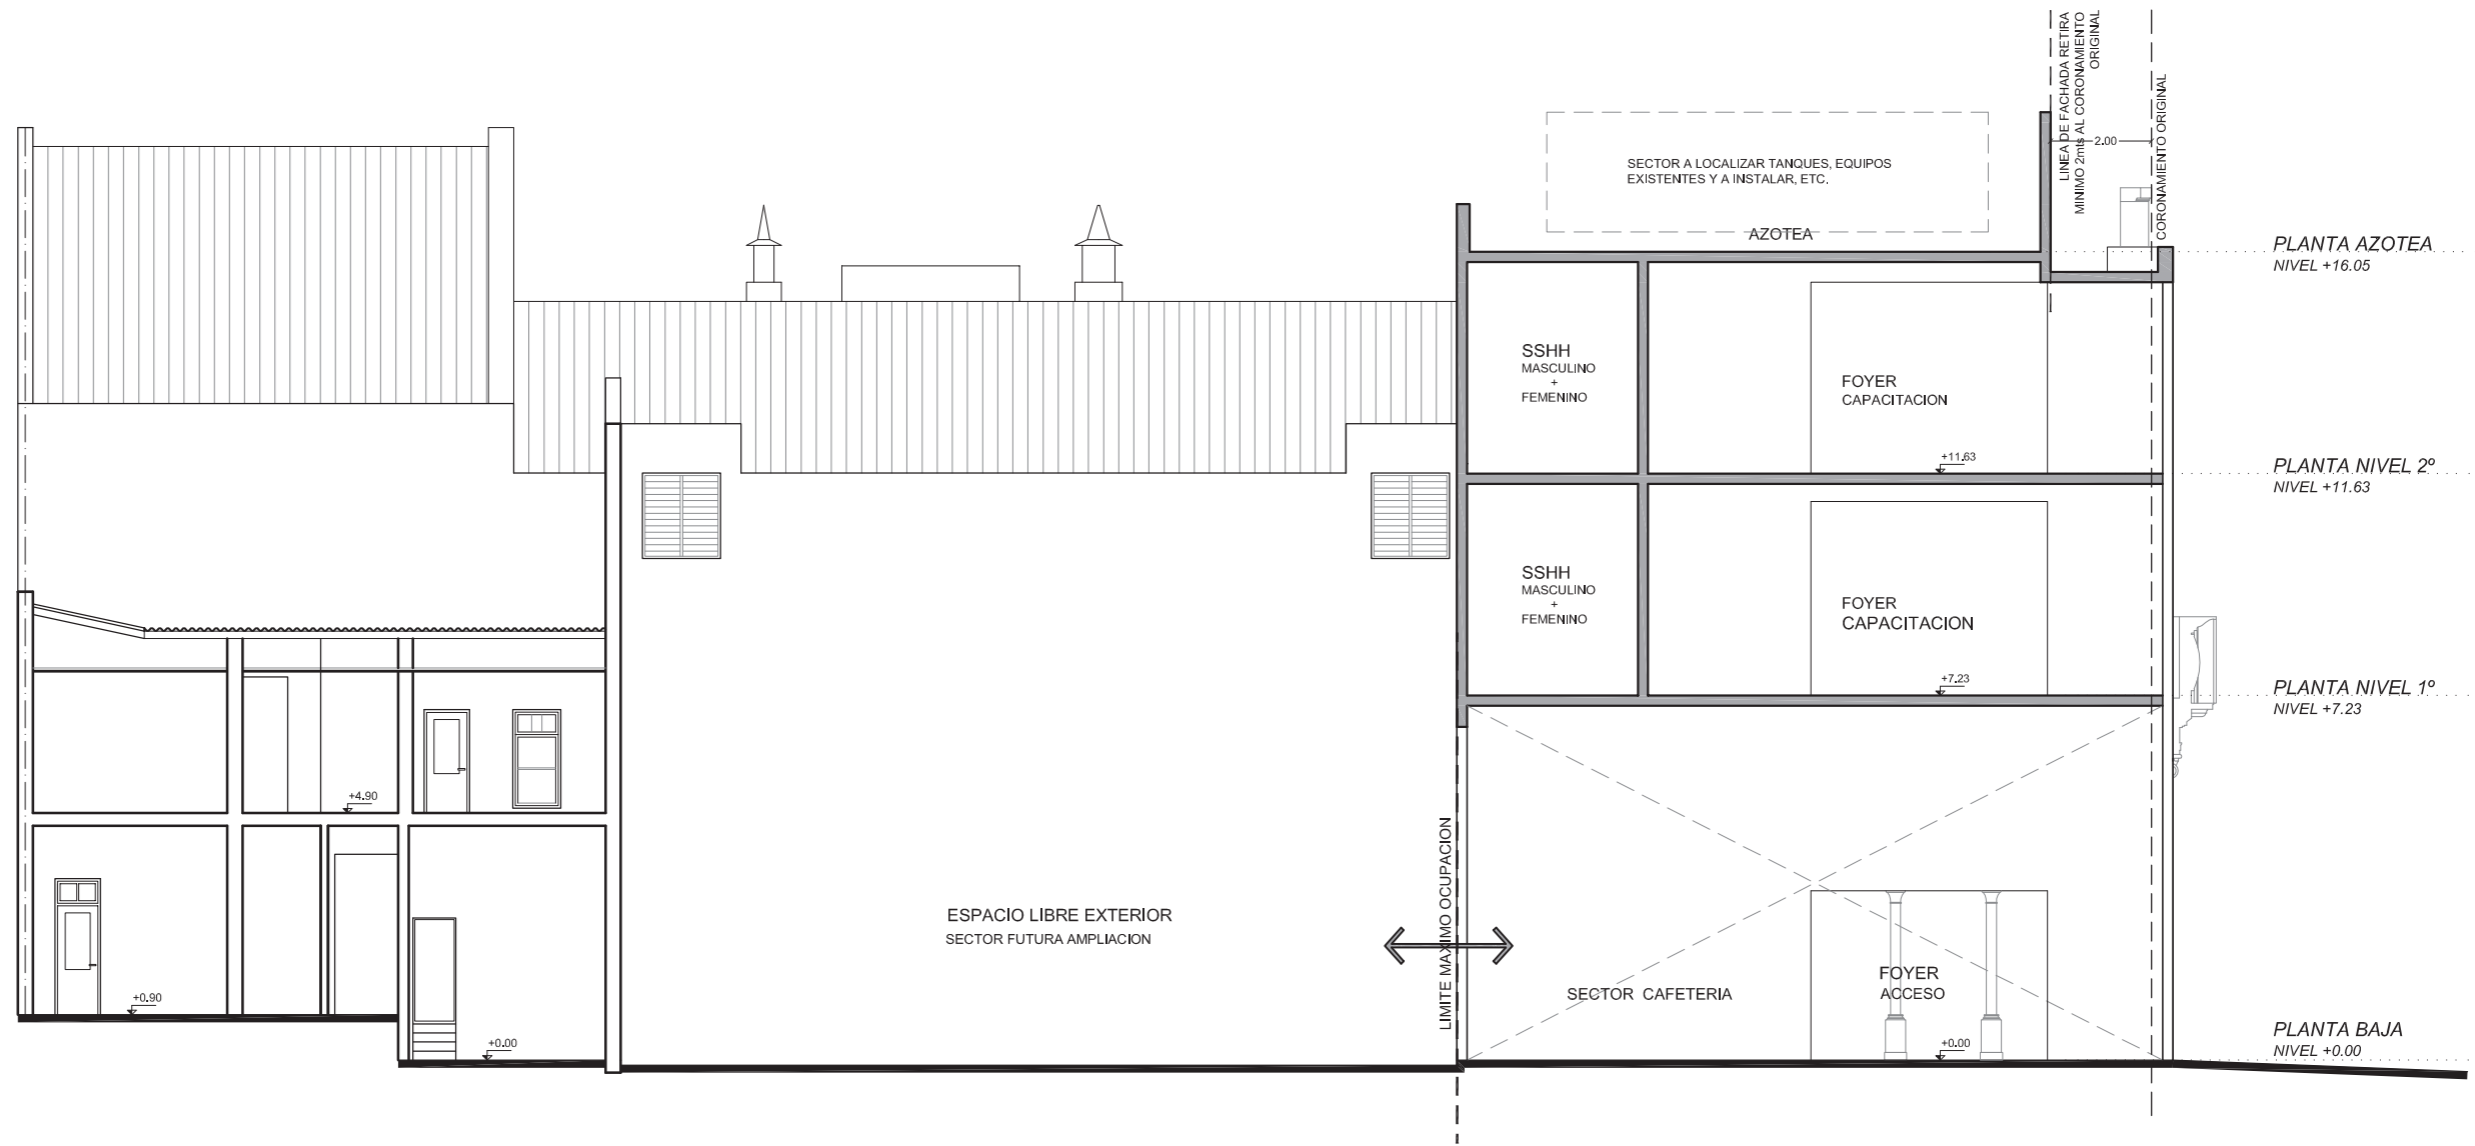 LINEA DE FACHADA RETIRA
MINIMO 2mts AL CORONAMIENTO
ORIGINAL
CORONAMIENTO ORIGINAL
2.00
SECTOR A LOCALIZAR TANQUES, EQUIPOS
EXISTENTES Y A INSTALAR, ETC.
AZOTEA
PLANTA AZOTEA
NIVEL +16.05
SSHH
MASCULINO
+
FEMENINO
FOYER
CAPACITACION
+11.63
PLANTA NIVEL 2º
NIVEL +11.63
SSHH
MASCULINO
+
FEMENINO
FOYER
CAPACITACION
+7.23
PLANTA NIVEL 1º
NIVEL +7.23
+4.90
+0.90
+0.00
ESPACIO LIBRE EXTERIOR
SECTOR FUTURA AMPLIACION
LIMITE MAXIMO OCUPACION
SECTOR CAFETERIA
FOYER
ACCESO
+0.00
PLANTA BAJA
NIVEL +0.00